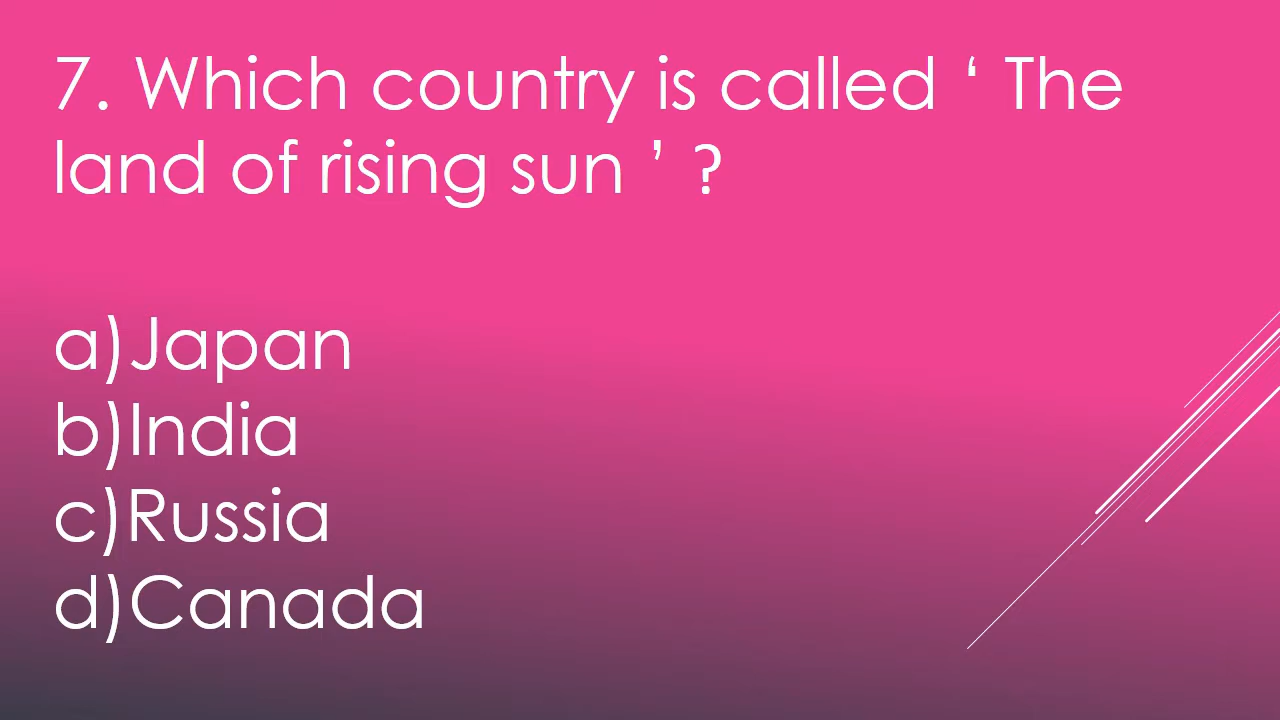 7. Which country is called ‘ The
land of rising sun ’ ?
a)Japan
b)India
c)Russia
d)Canada